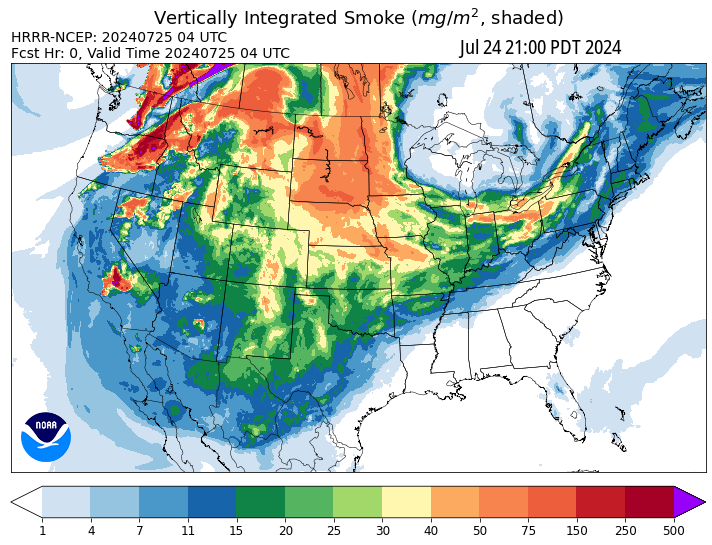 Vertically Integrated Smoke (mg/m², shaded)
HRRR-NCEP: 20240725 04 UTC
Fcst Hr: 0, Valid Time 20240725 04 UTC
Jul 24 21:00 PDT 2024
NOAA
1 4 7 11 15 20 25 30 40 50 75 150 250 500